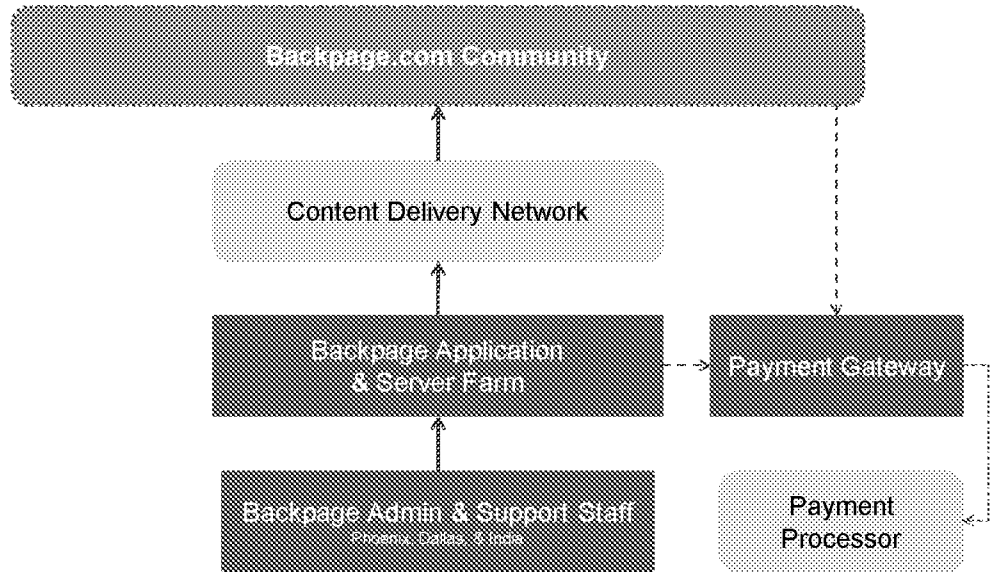 Backpage.com Community
Content Delivery Network
Backpage Application
& Server Farm
Payment Gateway
Backpage Admin & Support Staff
Phoenix, Dallas, & India
Payment
Processor